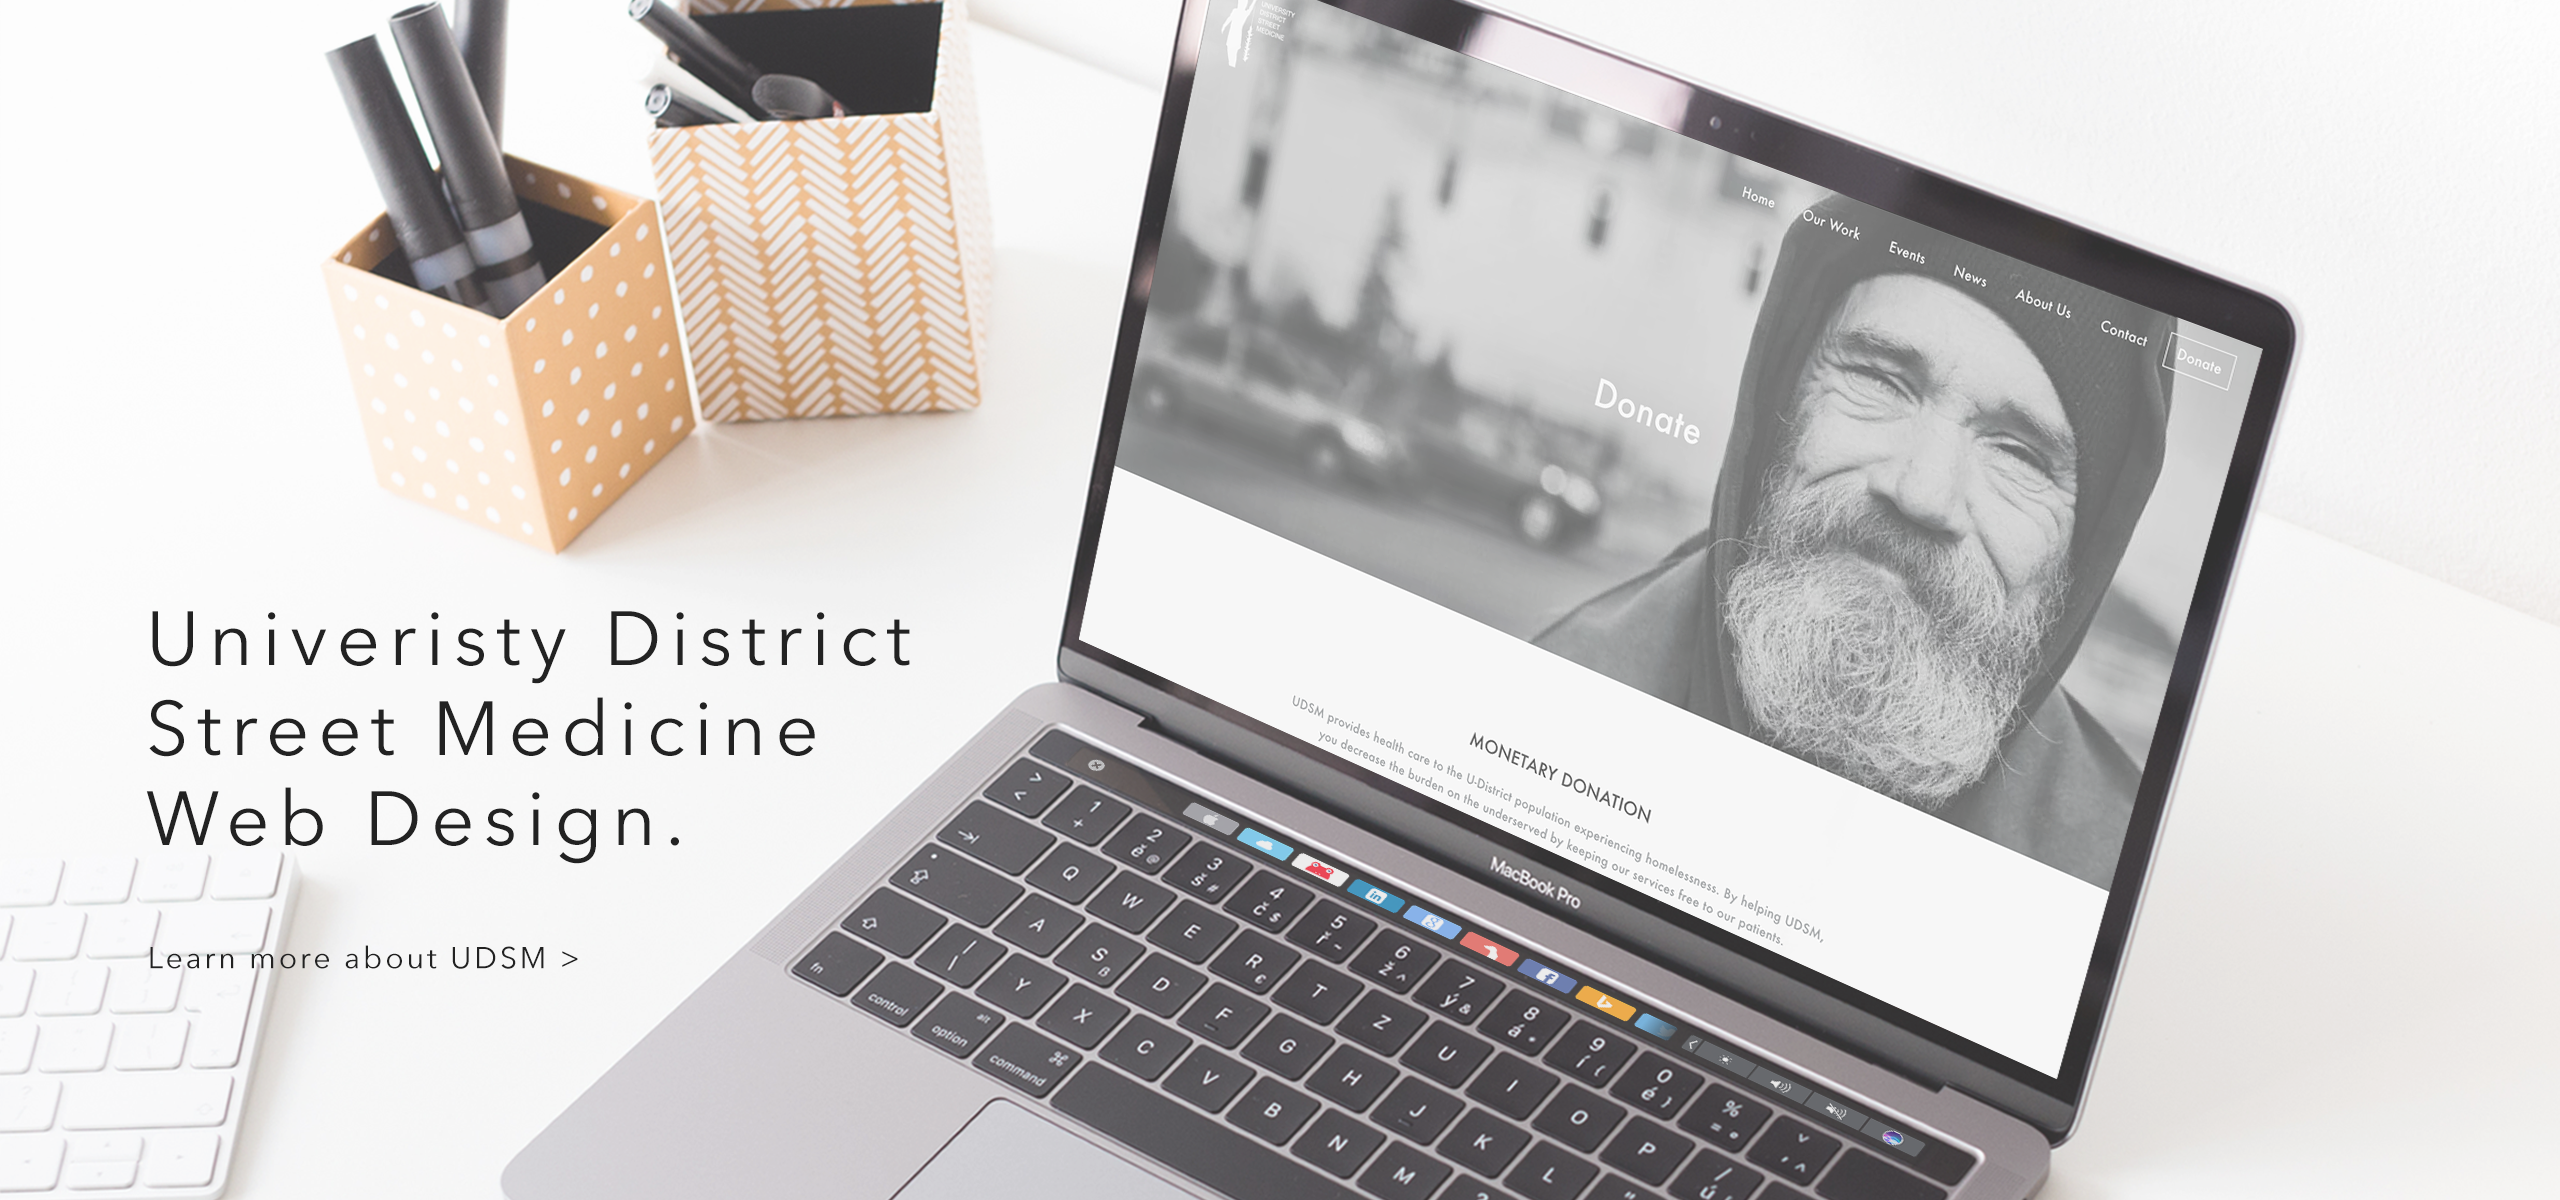 UNIVERSITY
DISTRICT
STREET
MEDICINE
Home
Our Work
Events
News
About Us
Contact
Donate
Donate
MONETARY DONATION
UDSM provides health care to the U-District population experiencing homelessness. By helping UDSM,
you decrease the burden on the underserved by keeping our services free to our patients.
MacBook Pro
Univeristy District
Street Medicine
Web Design.
Learn more about UDSM >
> <
1 +
2 ě @
3 š #
4 č $
5 ř
6 ž ^
7 ý &
8 á *
9 í (
0 é )
% =
Q W E R € T Z U I O P / ú
A S ß D F G H J K L
Y X C V B N M
fn
control
alt
option
⌘
command